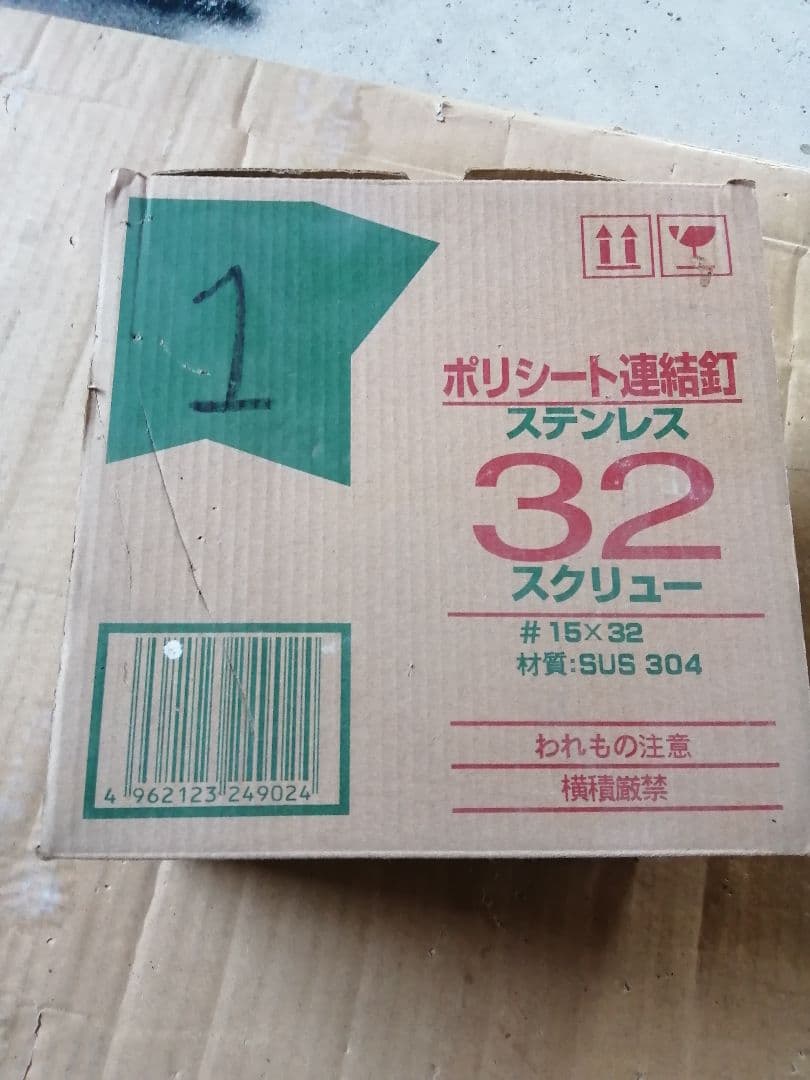 1
ポリシート連結釘
ステンレス
32
スクリュー
#15×32
材質:SUS 304
われもの注意
横積厳禁
4 962123 249024